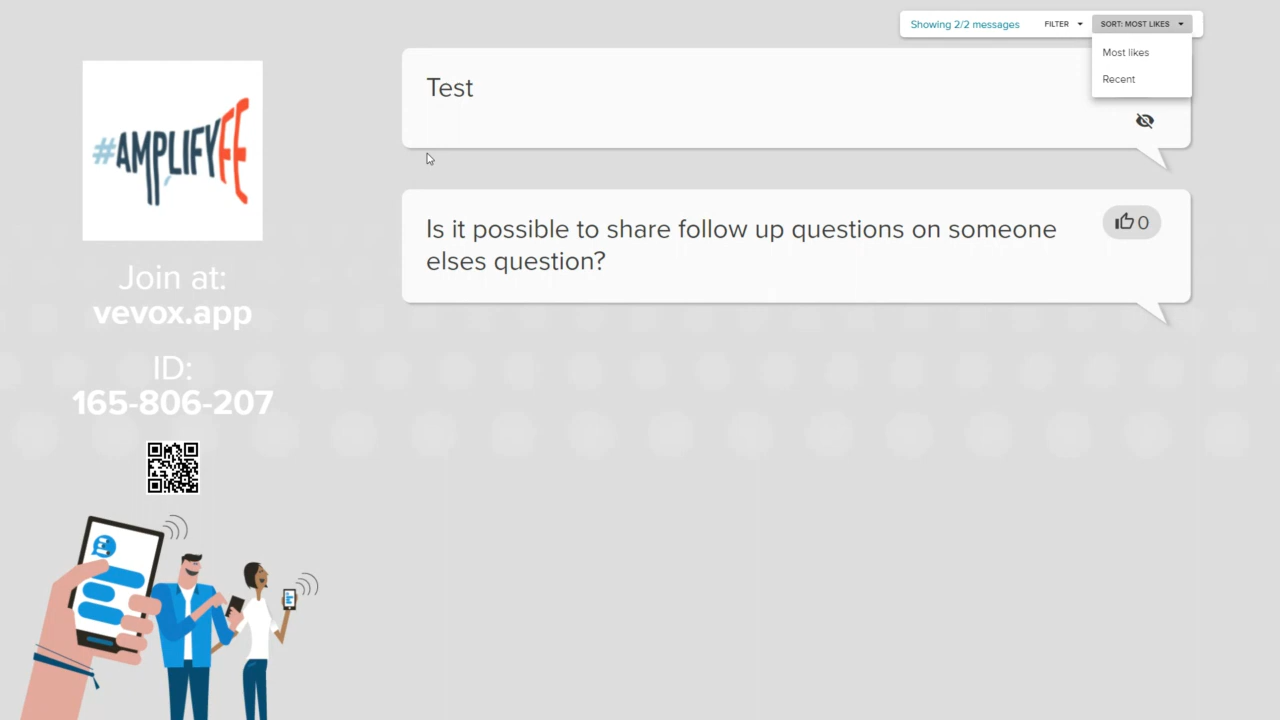 Showing 2/2 messages
FILTER
SORT: MOST LIKES
Most likes
Recent
#AMPLIFYFE
Test
Is it possible to share follow up questions on someone
elses question?
0
Join at:
vevox.app
ID:
165-806-207